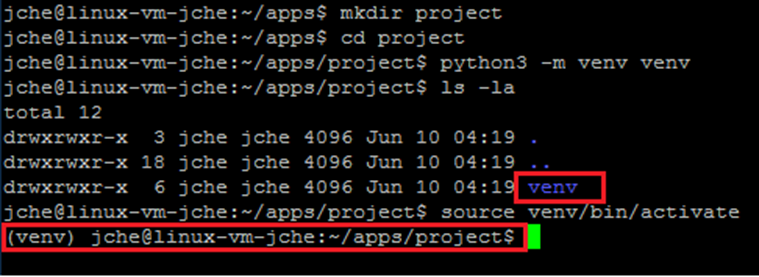 jche@linux-vm-jche:~/apps$ mkdir project
jche@linux-vm-jche:~/apps$ cd project
jche@linux-vm-jche:~/apps/project$ python3 -m venv venv
jche@linux-vm-jche:~/apps/project$ ls -la
total 12
drwxrwxr-x  3 jche jche 4096 Jun 10 04:19 .
drwxrwxr-x 18 jche jche 4096 Jun 10 04:19 ..
drwxrwxr-x  6 jche jche 4096 Jun 10 04:19 venv
jche@linux-vm-jche:~/apps/project$ source venv/bin/activate
(venv) jche@linux-vm-jche:~/apps/project$